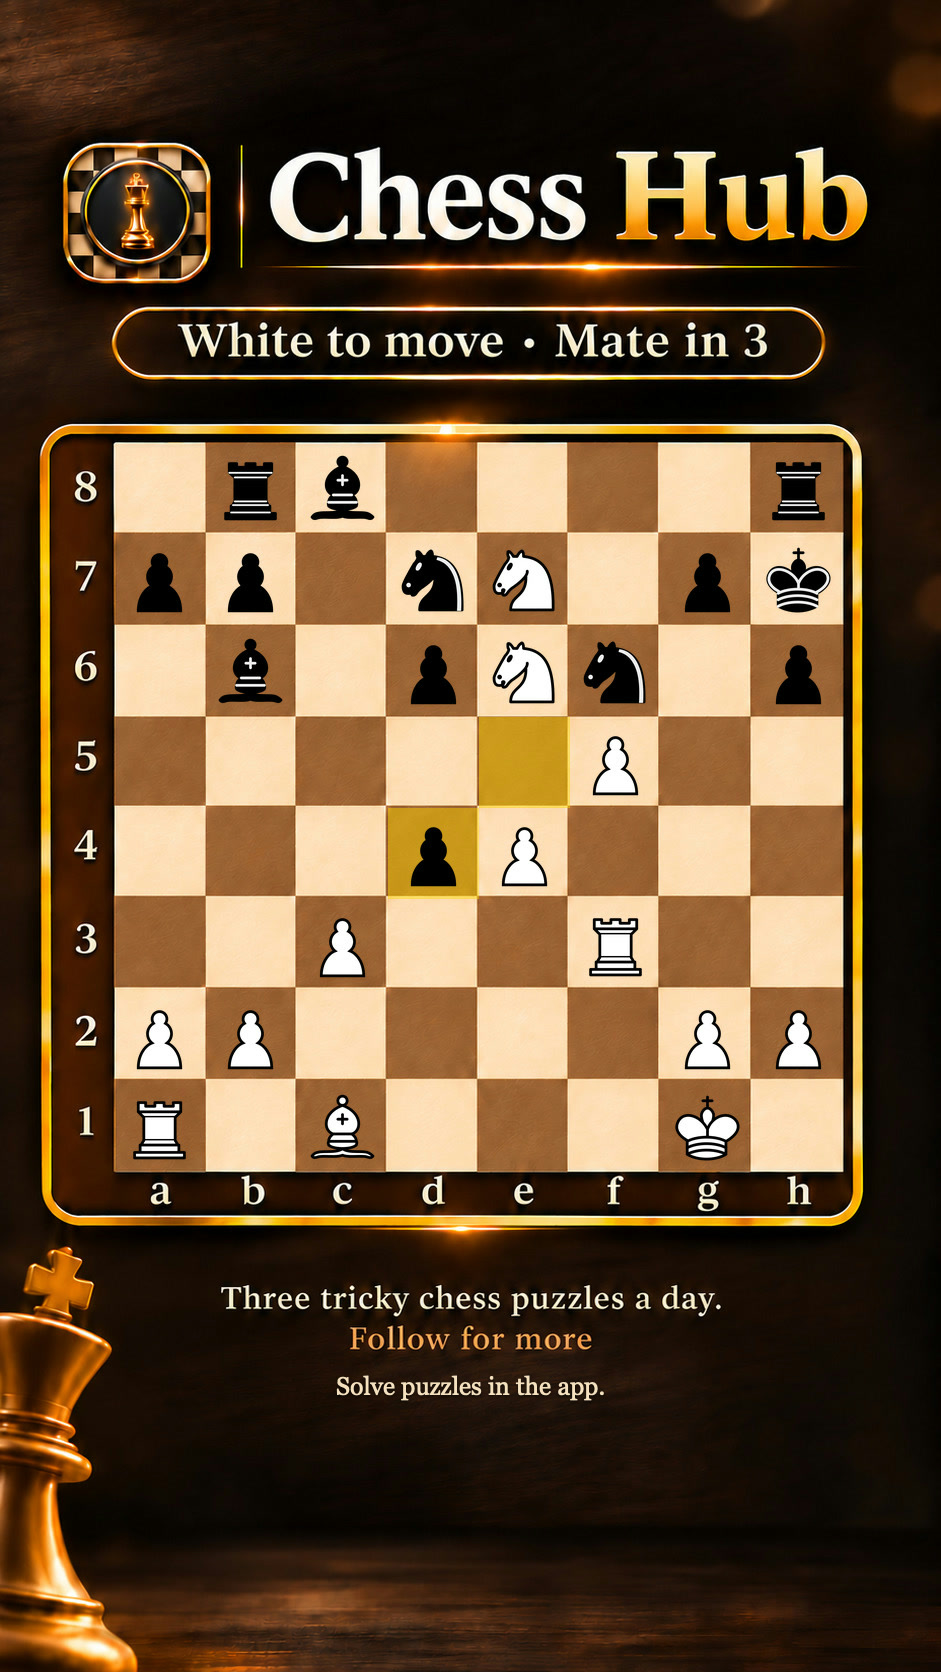 Chess Hub
White to move • Mate in 3
8
7
6
5
4
3
2
1
a b c d e f g h
Three tricky chess puzzles a day.
Follow for more
Solve puzzles in the app.